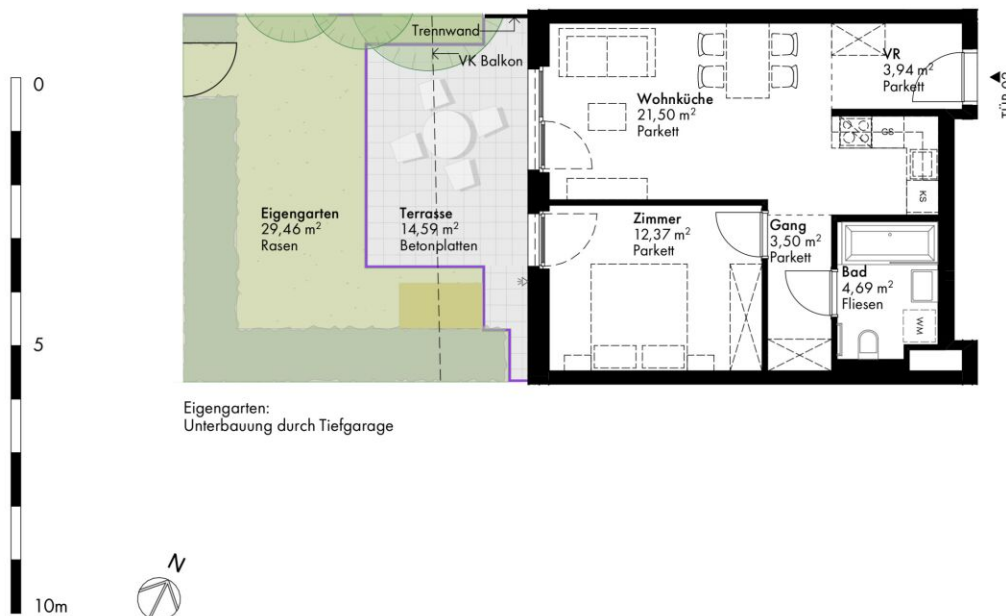 0
5
10m
Trennwand
VK Balkon
VR
3,94 m²
Parkett
Wohnküche
21,50 m²
Parkett
GS
KS
Eigengarten
29,46 m²
Rasen
Terrasse
14,59 m²
Betonplatten
Zimmer
12,37 m²
Parkett
Gang
3,50 m²
Parkett
Bad
4,69 m²
Fliesen
WM
Eigengarten:
Unterbauung durch Tiefgarage
N